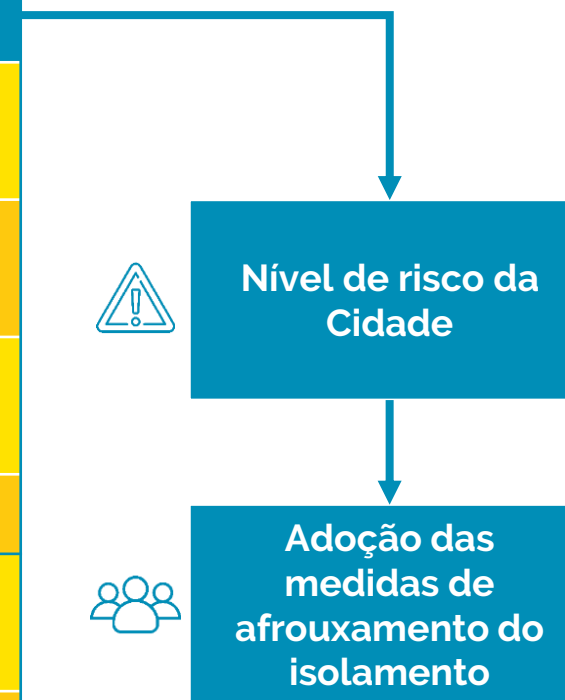 Nível de risco da
Cidade
Adoção das
medidas de
afrouxamento do
isolamento